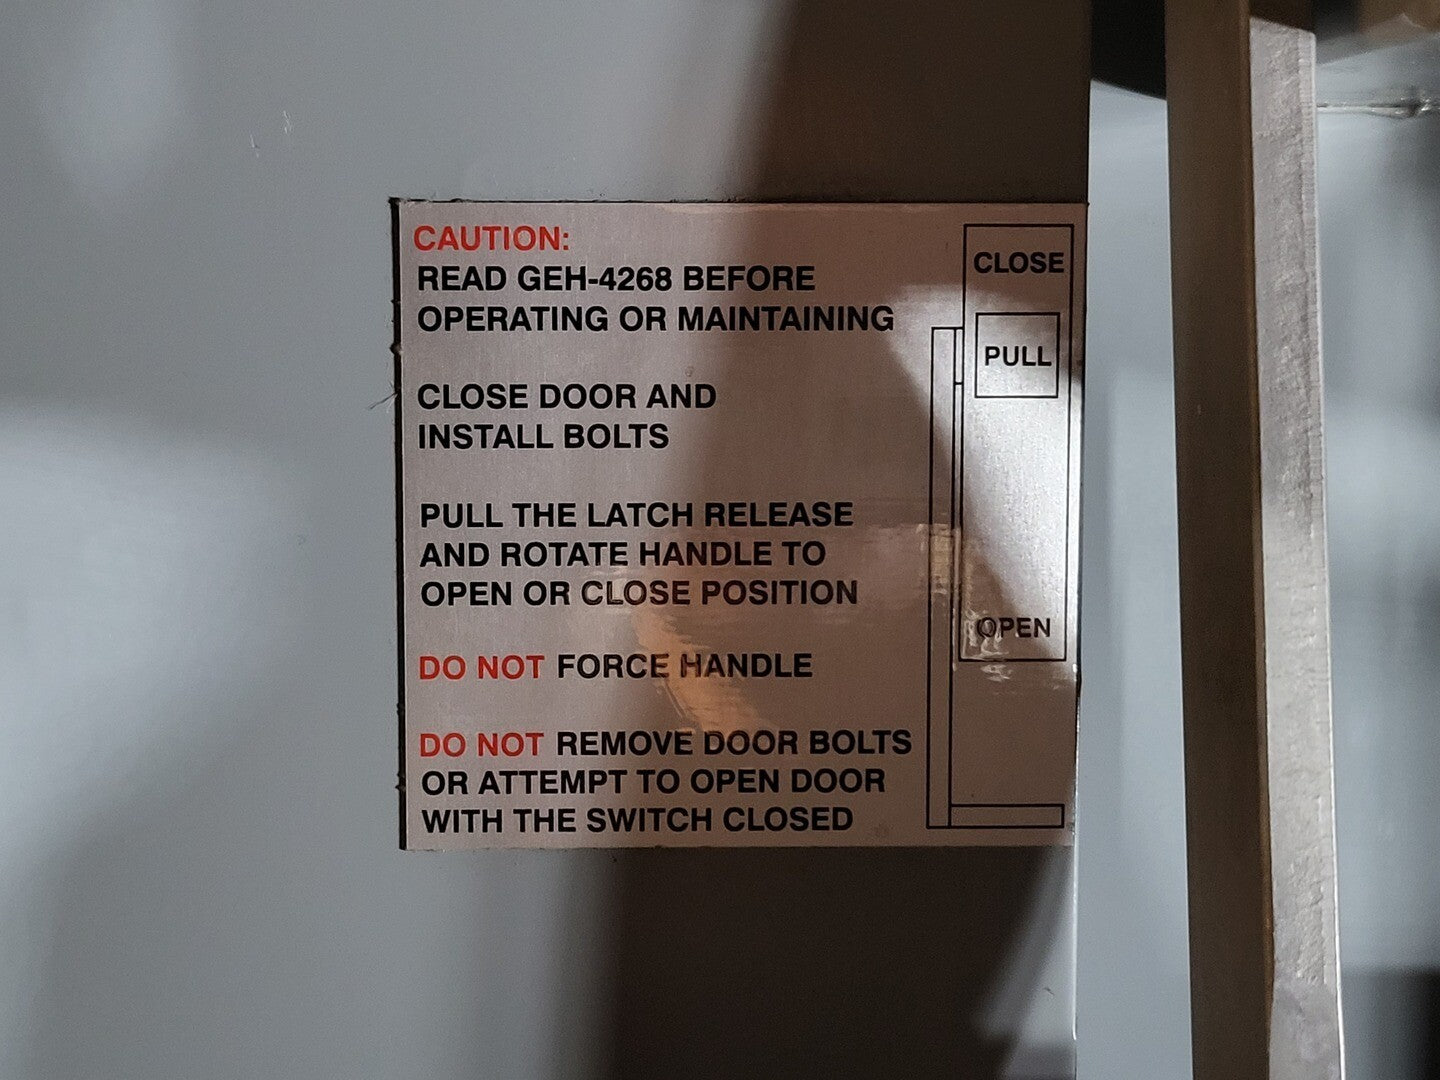 CAUTION:
READ GEH-4268 BEFORE
OPERATING OR MAINTAINING
CLOSE DOOR AND
INSTALL BOLTS
PULL THE LATCH RELEASE
AND ROTATE HANDLE TO
OPEN OR CLOSE POSITION
DO NOT FORCE HANDLE
DO NOT REMOVE DOOR BOLTS
OR ATTEMPT TO OPEN DOOR
WITH THE SWITCH CLOSED
CLOSE
PULL
OPEN